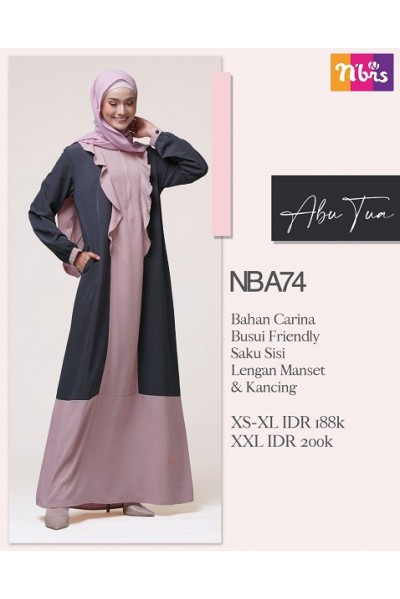 n'brs
Abu Tua
NBA74
Bahan Carina
Busui Friendly
Saku Sisi
Lengan Manset
& Kancing
XS-XL IDR 188k
XXL IDR 200k